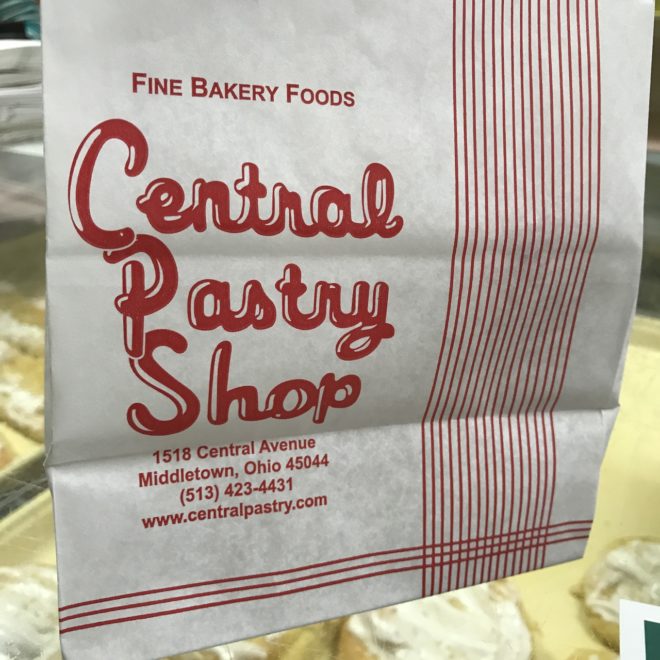 Fine Bakery Foods
Central
Pastry
Shop
1518 Central Avenue
Middletown, Ohio 45044
(513) 423-4431
www.centralpastry.com